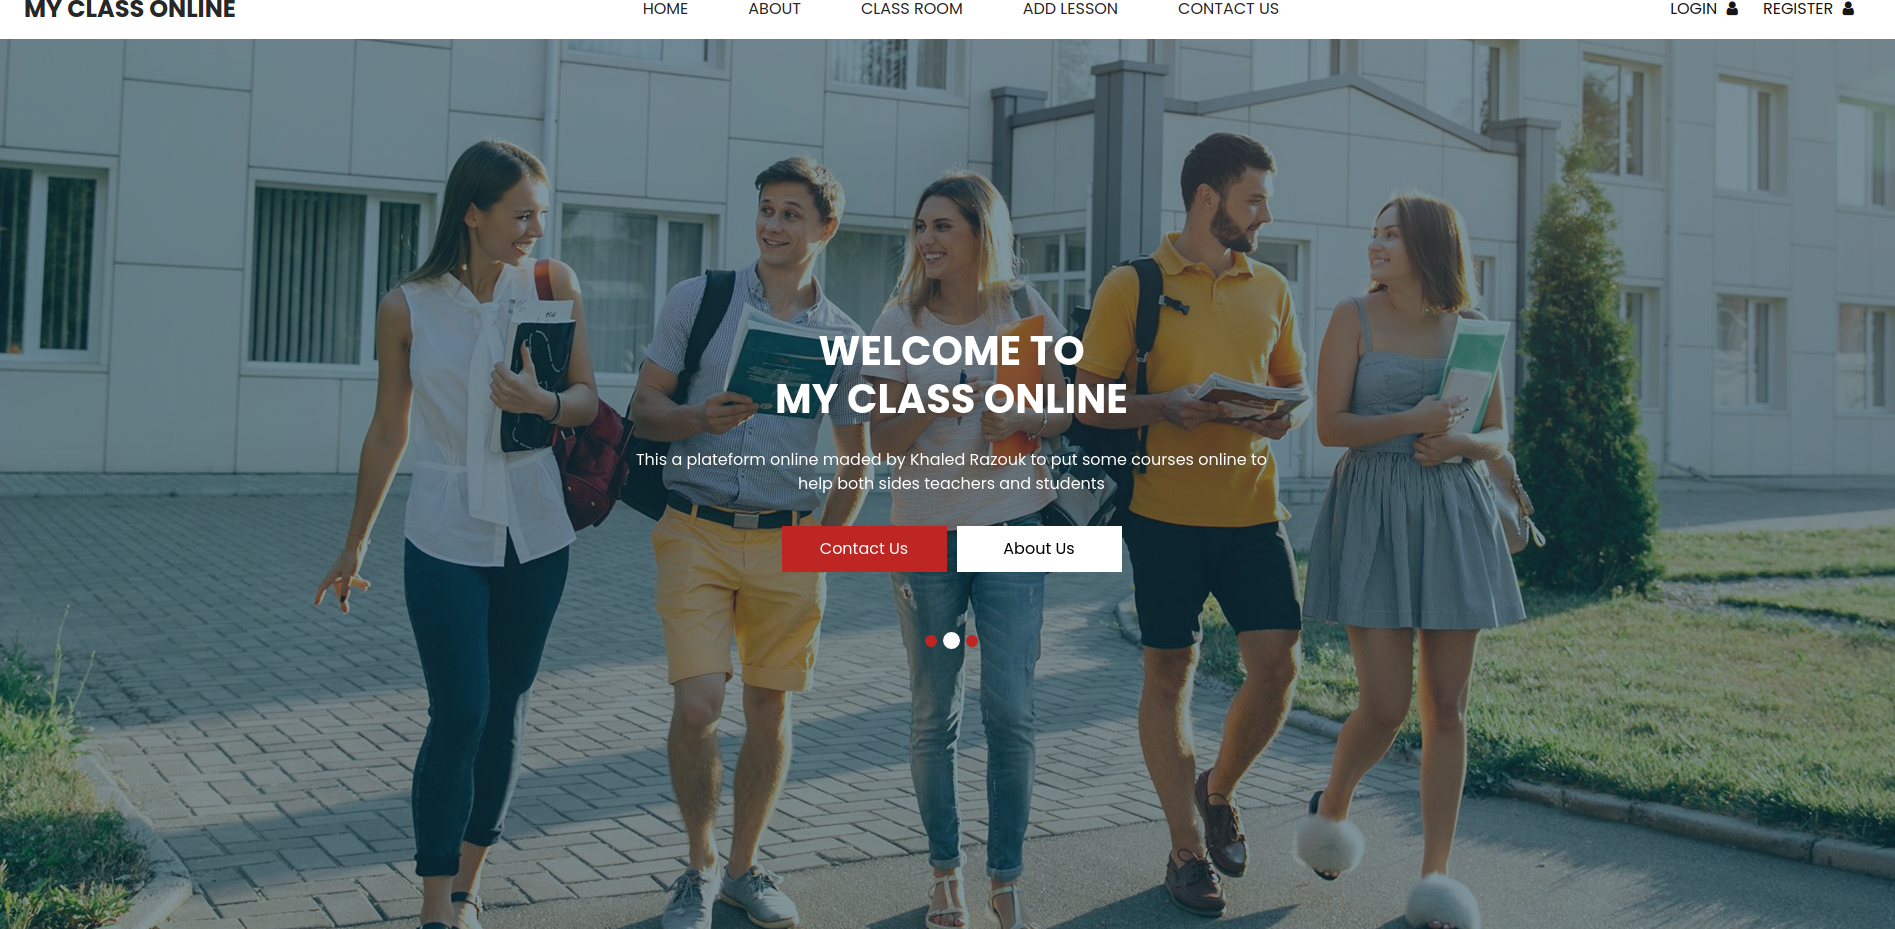 MY CLASS ONLINE
HOME ABOUT CLASS ROOM ADD LESSON CONTACT US
LOGIN REGISTER
WELCOME TO
MY CLASS ONLINE
This a plateform online maded by Khaled Razouk to put some courses online to
help both sides teachers and students
Contact Us About Us